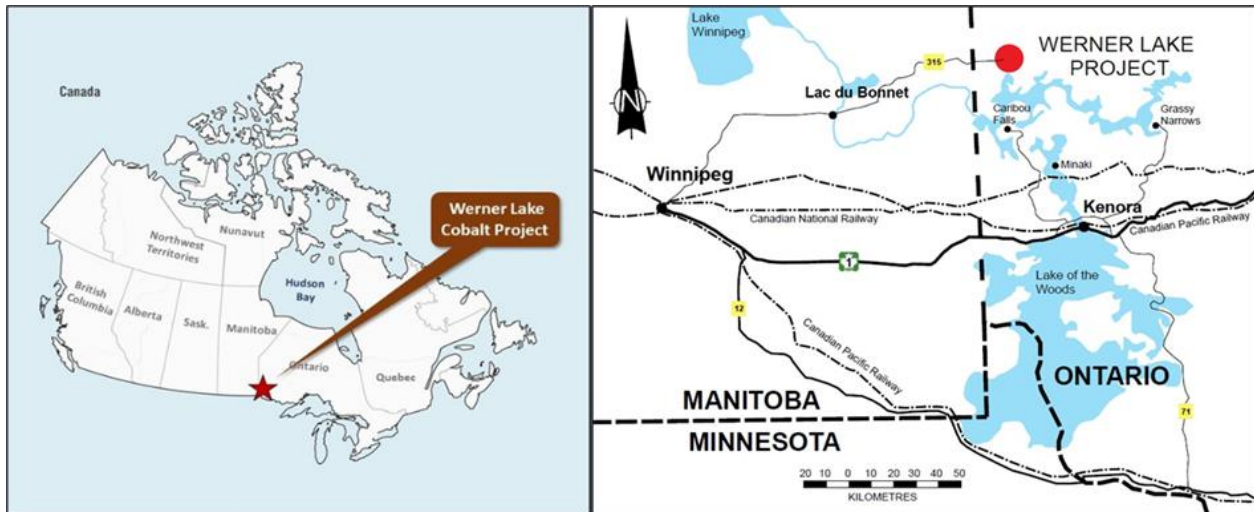 Canada
Nunavut
Northwest
Territories
British
Columbia
Alberta
Sask.
Manitoba
Hudson
Bay
Ontario
Quebec
Werner Lake
Cobalt Project
Lake
Winnipeg
N
315
WERNER LAKE
PROJECT
Lac du Bonnet
Caribou
Falls
Grassy
Narrows
Minaki
Winnipeg
Canadian National Railway
Kenora
Canadian Pacific Railway
1
Lake of the
Woods
12
Canadian Pacific
Railway
ONTARIO
MANITOBA
MINNESOTA
71
20 10 0 10 20 30 40 50
KILOMETRES